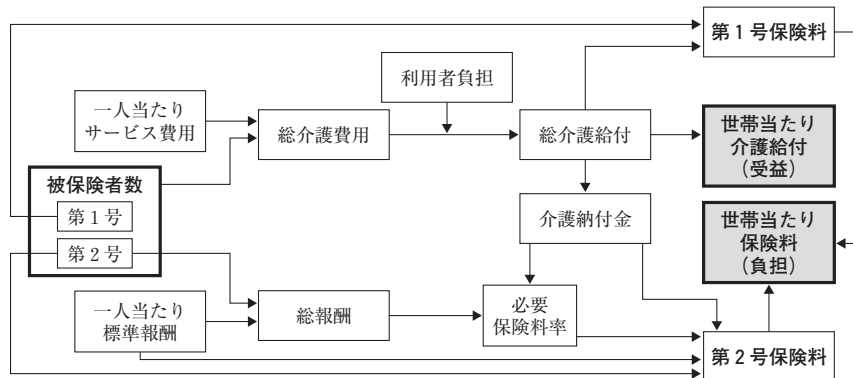 第1号保険料
利用者負担
一人当たり
サービス費用
総介護費用
総介護給付
世帯当たり
介護給付
(受益)
被保険者数
第1号
第2号
介護納付金
世帯当たり
保険料
(負担)
一人当たり
標準報酬
総報酬
必要
保険料率
第2号保険料